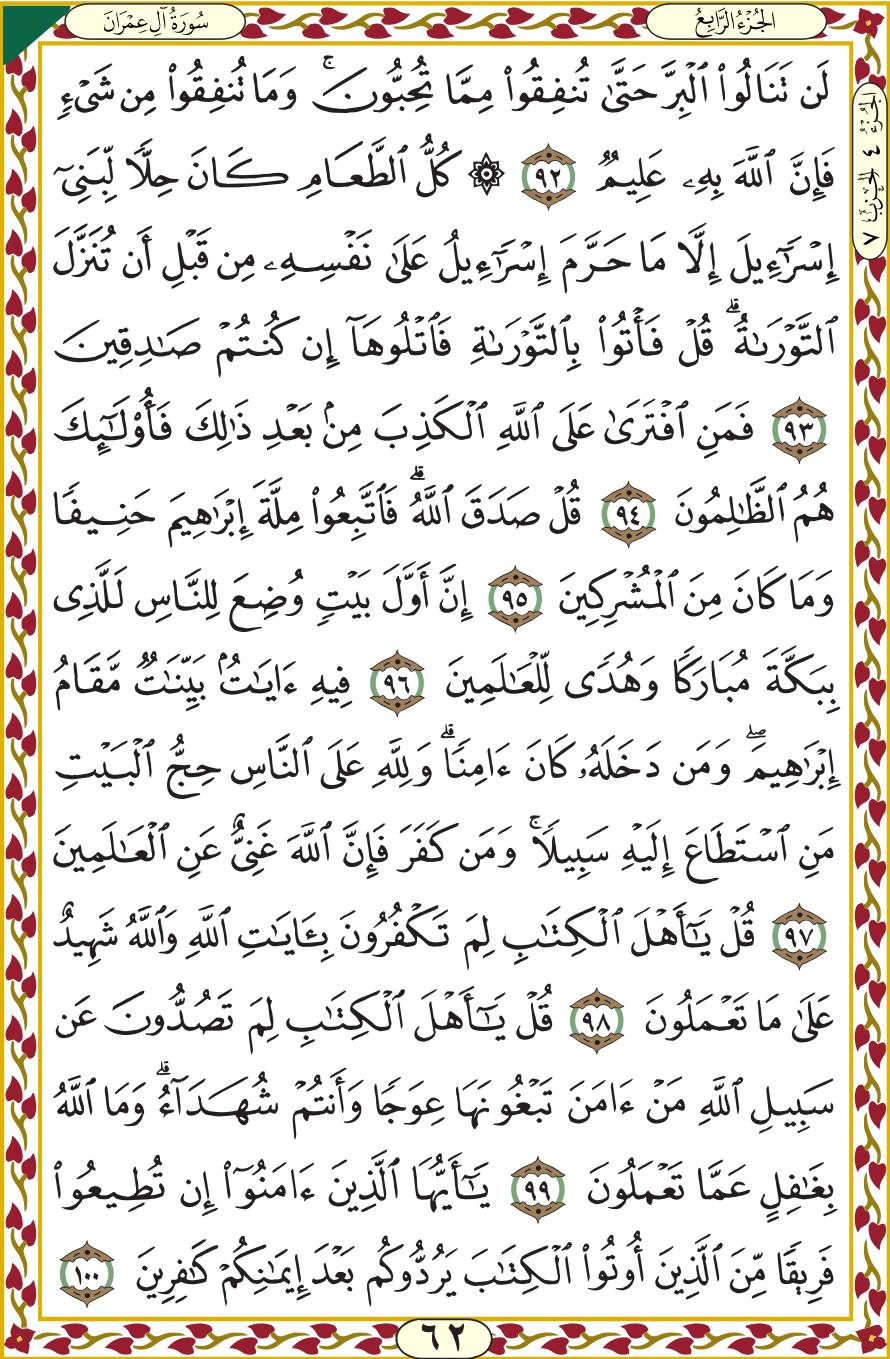 سُورَةُ آلِ عِمْرَانَ
الجُزْءُ الرَّابِعُ
الجُزْءُ ٤ الحِزْبُ ٧
لَن تَنَالُوا۟ ٱلْبِرَّ حَتَّىٰ تُنفِقُوا۟ مِمَّا تُحِبُّونَ ۚ وَمَا تُنفِقُوا۟ مِن شَىْءٍ
فَإِنَّ ٱللَّهَ بِهِۦ عَلِيمٌ ٩٢ ۞ كُلُّ ٱلطَّعَامِ كَانَ حِلًّا لِّبَنِىٓ
إِسْرَٰٓءِيلَ إِلَّا مَا حَرَّمَ إِسْرَٰٓءِيلُ عَلَىٰ نَفْسِهِۦ مِن قَبْلِ أَن تُنَزَّلَ
ٱلتَّوْرَىٰةُ ۗ قُلْ فَأْتُوا۟ بِٱلتَّوْرَىٰةِ فَٱتْلُوهَآ إِن كُنتُمْ صَٰدِقِينَ
٩٣ فَمَنِ ٱفْتَرَىٰ عَلَى ٱللَّهِ ٱلْكَذِبَ مِنۢ بَعْدِ ذَٰلِكَ فَأُو۟لَٰٓئِكَ
هُمُ ٱلظَّٰلِمُونَ ٩٤ قُلْ صَدَقَ ٱللَّهُ ۗ فَٱتَّبِعُوا۟ مِلَّةَ إِبْرَٰهِيمَ حَنِيفًا
وَمَا كَانَ مِنَ ٱلْمُشْرِكِينَ ٩٥ إِنَّ أَوَّلَ بَيْتٍ وُضِعَ لِلنَّاسِ لَلَّذِى
بِبَكَّةَ مُبَارَكًا وَهُدًى لِّلْعَٰلَمِينَ ٩٦ فِيهِ ءَايَٰتٌۢ بَيِّنَٰتٌ مَّقَامُ
إِبْرَٰهِيمَ ۖ وَمَن دَخَلَهُۥ كَانَ ءَامِنًا ۗ وَلِلَّهِ عَلَى ٱلنَّاسِ حِجُّ ٱلْبَيْتِ
مَنِ ٱسْتَطَاعَ إِلَيْهِ سَبِيلًا ۚ وَمَن كَفَرَ فَإِنَّ ٱللَّهَ غَنِىٌّ عَنِ ٱلْعَٰلَمِينَ
٩٧ قُلْ يَٰٓأَهْلَ ٱلْكِتَٰبِ لِمَ تَكْفُرُونَ بِـَٔايَٰتِ ٱللَّهِ وَٱللَّهُ شَهِيدٌ
عَلَىٰ مَا تَعْمَلُونَ ٩٨ قُلْ يَٰٓأَهْلَ ٱلْكِتَٰبِ لِمَ تَصُدُّونَ عَن
سَبِيلِ ٱللَّهِ مَنْ ءَامَنَ تَبْغُونَهَا عِوَجًا وَأَنتُمْ شُهَدَآءُ ۗ وَمَا ٱللَّهُ
بِغَٰفِلٍ عَمَّا تَعْمَلُونَ ٩٩ يَٰٓأَيُّهَا ٱلَّذِينَ ءَامَنُوٓا۟ إِن تُطِيعُوا۟
فَرِيقًا مِّنَ ٱلَّذِينَ أُوتُوا۟ ٱلْكِتَٰبَ يَرُدُّوكُم بَعْدَ إِيمَٰنِكُمْ كَٰفِرِينَ ١٠٠
٦٢